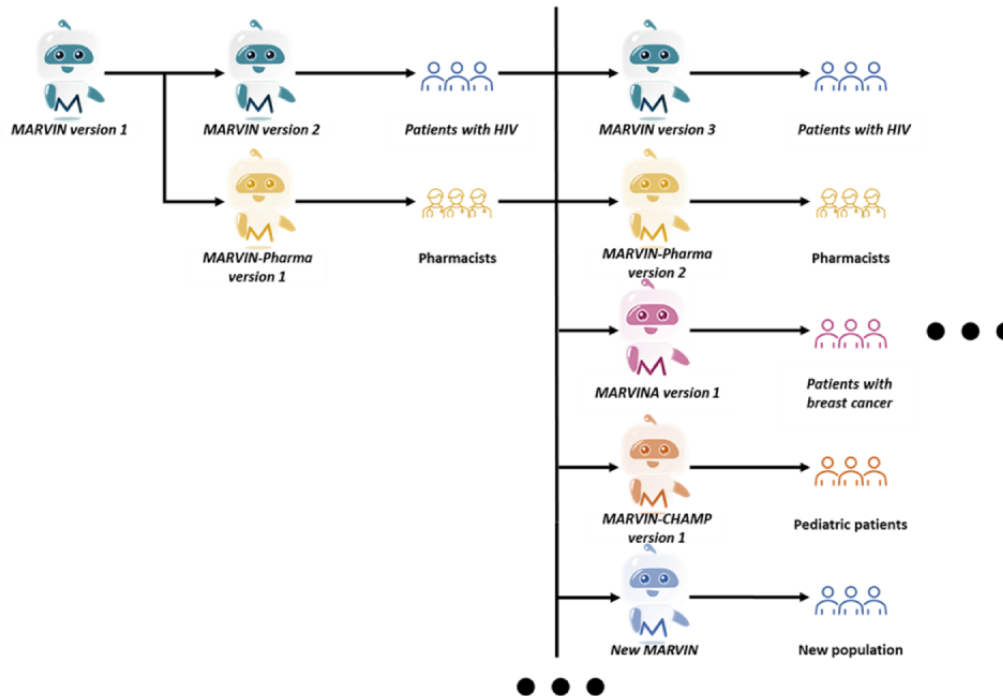 MARVIN version 1
MARVIN version 2
Patients with HIV
MARVIN version 3
Patients with HIV
MARVIN-Pharma
version 1
Pharmacists
MARVIN-Pharma
version 2
Pharmacists
MARVINA version 1
Patients with
breast cancer
MARVIN-CHAMP
version 1
Pediatric patients
New MARVIN
New population